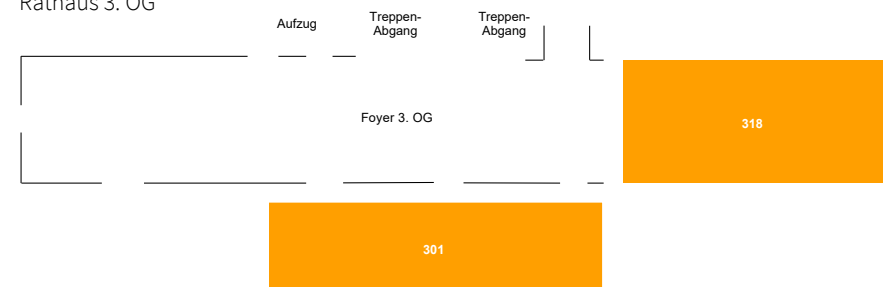 Rathaus 3. OG
Aufzug
Treppen-
Abgang
Treppen-
Abgang
Foyer 3. OG
318
301